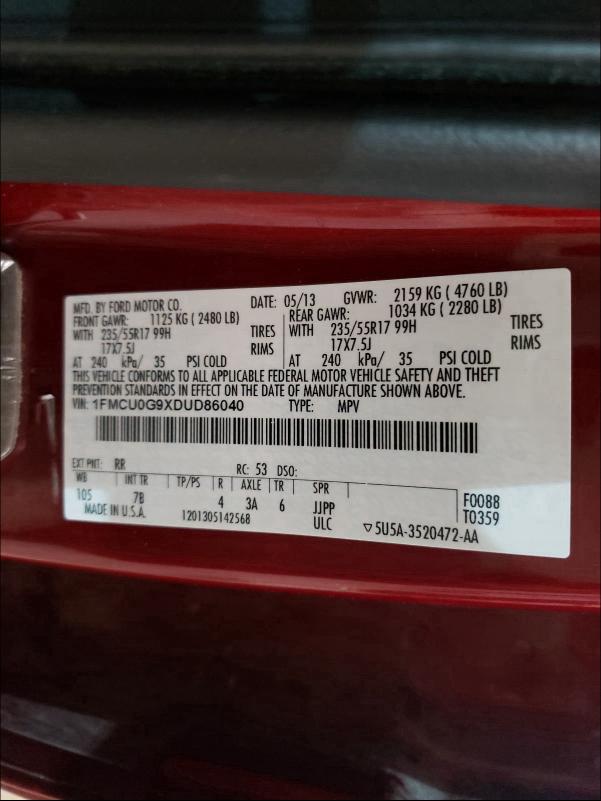 MFD. BY FORD MOTOR CO. DATE: 05/13 GVWR: 2159 KG ( 4760 LB)
FRONT GAWR: 1125 KG ( 2480 LB) REAR GAWR: 1034 KG ( 2280 LB)
WITH 235/55R17 99H TIRES WITH 235/55R17 99H TIRES
17X7.5J RIMS 17X7.5J RIMS
AT 240 kPa/ 35 PSI COLD AT 240 kPa/ 35 PSI COLD
THIS VEHICLE CONFORMS TO ALL APPLICABLE FEDERAL MOTOR VEHICLE SAFETY AND THEFT
PREVENTION STANDARDS IN EFFECT ON THE DATE OF MANUFACTURE SHOWN ABOVE.
VIN: 1FMCU0G9XDUD86040 TYPE: MPV
EXT PNT: RR RC: 53 DSO:
WB INT TR TP/PS R AXLE TR SPR
105 7B 4 3A 6 JJPP F0088
MADE IN U.S.A. 1201305142568 ULC ▽5U5A-3520472-AA T0359